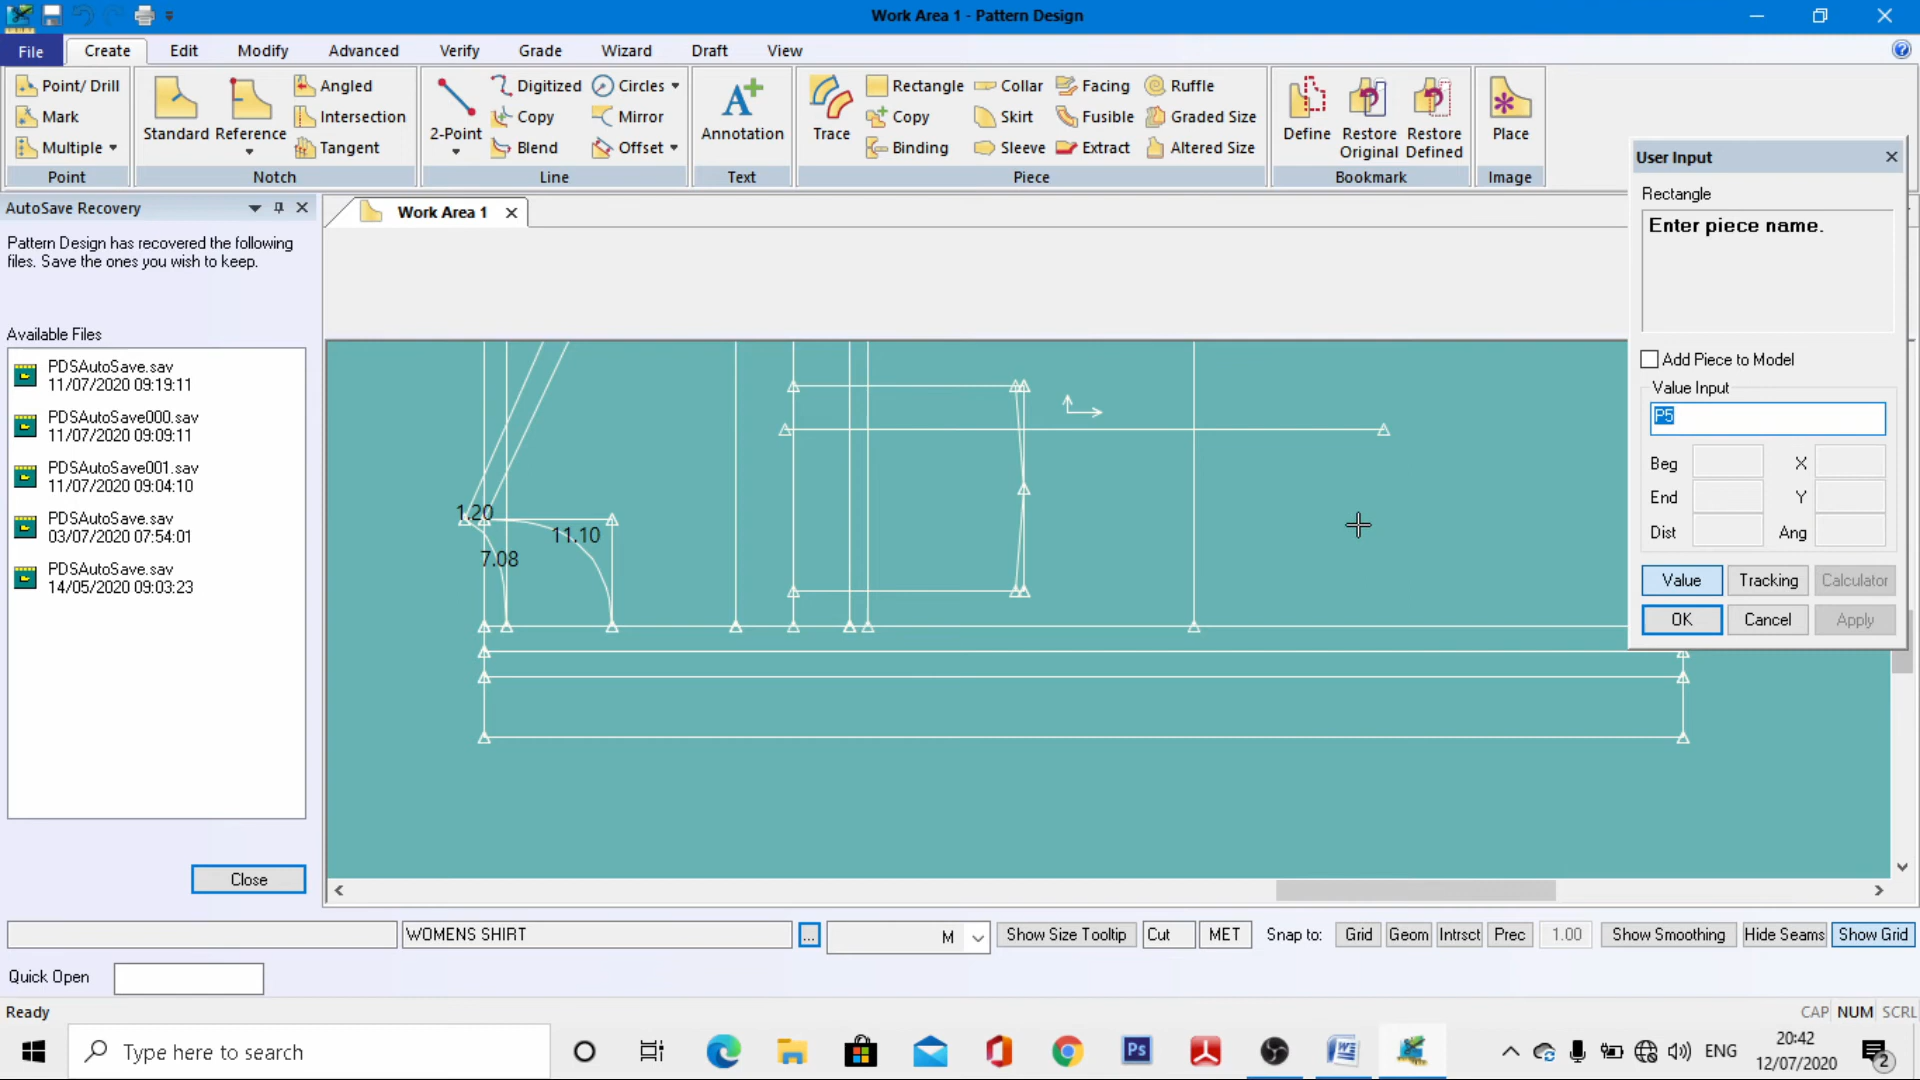 Work Area 1 - Pattern Design
File Create Edit Modify Advanced Verify Grade Wizard Draft View
Point/ Drill
Mark
Multiple
Point
Standard
Reference
Angled
Intersection
Tangent
Notch
2-Point
Digitized
Copy
Blend
Circles
Mirror
Offset
Line
Annotation
Text
Trace
Rectangle
Copy
Binding
Collar
Skirt
Sleeve
Facing
Fusible
Extract
Ruffle
Graded Size
Altered Size
Piece
Define
Restore Original
Restore Defined
Bookmark
Place
Image
AutoSave Recovery
Pattern Design has recovered the following
files. Save the ones you wish to keep.
Available Files
PDSAutoSave.sav
11/07/2020 09:19:11
PDSAutoSave000.sav
11/07/2020 09:09:11
PDSAutoSave001.sav
11/07/2020 09:04:10
PDSAutoSave.sav
03/07/2020 07:54:01
PDSAutoSave.sav
14/05/2020 09:03:23
Close
Work Area 1
1.20
11.10
7.08
User Input
Rectangle
Enter piece name.
Add Piece to Model
Value Input
P5
Beg X
End Y
Dist Ang
Value Tracking Calculator
OK Cancel Apply
WOMENS SHIRT ... M Show Size Tooltip Cut MET Snap to: Grid Geom Intrsct Prec 1.00 Show Smoothing Hide Seams Show Grid
Quick Open
Ready CAP NUM SCRL
Type here to search
Ps
ENG
20:42
12/07/2020
2